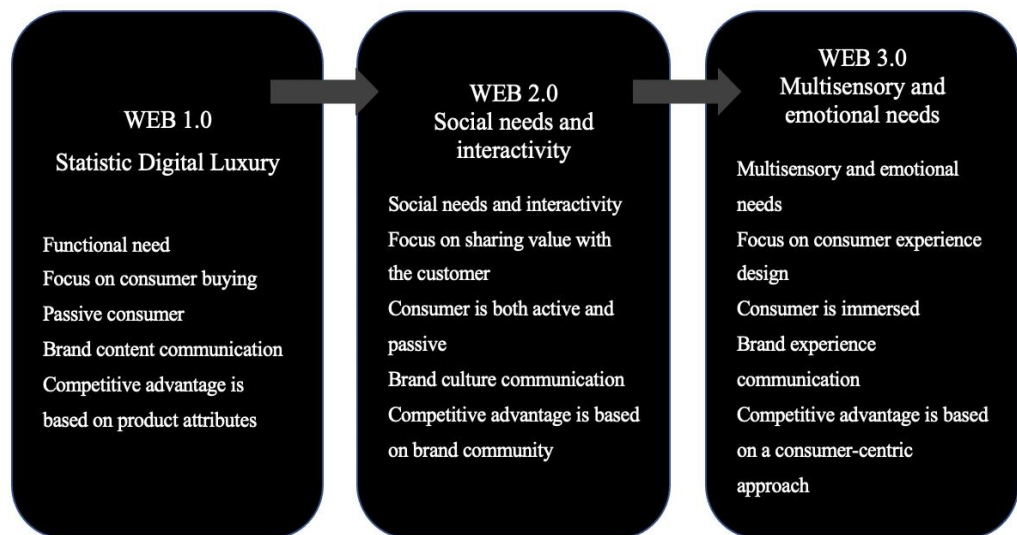 WEB 1.0
Statistic Digital Luxury
Functional need
Focus on consumer buying
Passive consumer
Brand content communication
Competitive advantage is
based on product attributes
WEB 2.0
Social needs and
interactivity
Social needs and interactivity
Focus on sharing value with
the customer
Consumer is both active and
passive
Brand culture communication
Competitive advantage is based
on brand community
WEB 3.0
Multisensory and
emotional needs
Multisensory and emotional
needs
Focus on consumer experience
design
Consumer is immersed
Brand experience
communication
Competitive advantage is based
on a consumer-centric
approach